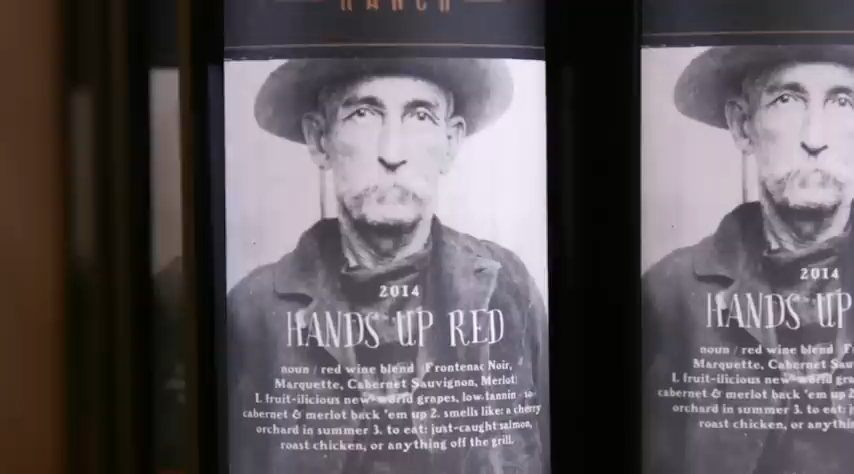 RANCH
2014
HANDS UP RED
noun / red wine blend Frontenac Noir,
Marquette, Cabernet Sauvignon, Merlot
1. fruit-ilicious new-world grapes, low tannin - so
cabernet & merlot back 'em up 2. smells like: a cherry
orchard in summer 3. to eat: just-caught salmon,
roast chicken, or anything off the grill.
2014
HANDS UP
noun / red wine blend
Marquette, Cabernet
1. fruit-ilicious new-world
cabernet & merlot back 'em up 2.
orchard in summer 3. to eat:
roast chicken, or